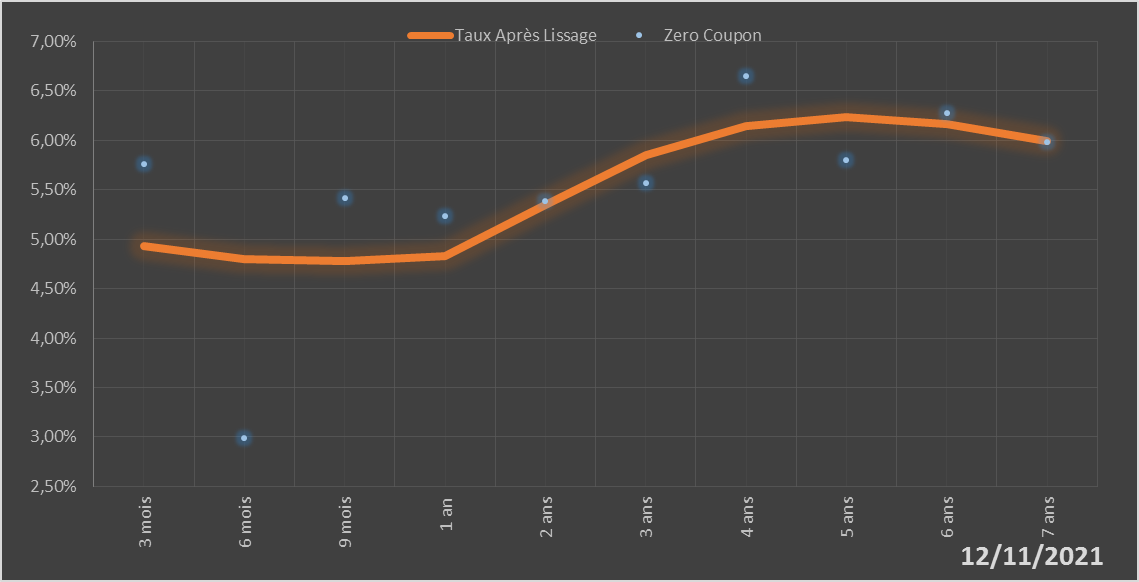 Taux Après Lissage Zero Coupon
7,00%
6,50%
6,00%
5,50%
5,00%
4,50%
4,00%
3,50%
3,00%
2,50%
3 mois
6 mois
9 mois
1 an
2 ans
3 ans
4 ans
5 ans
6 ans
7 ans
12/11/2021